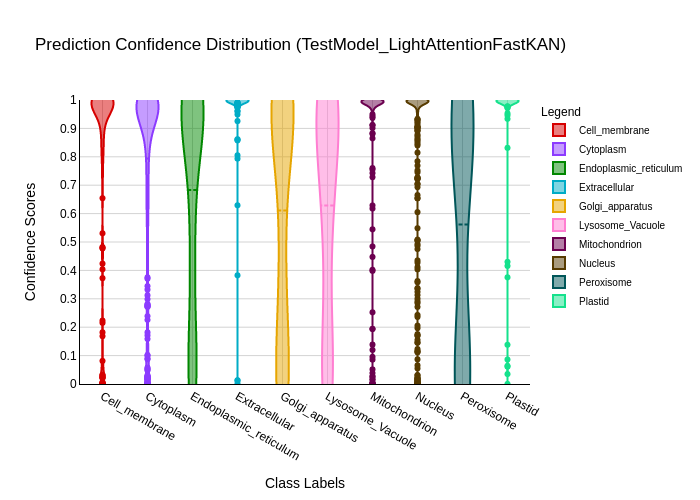 Prediction Confidence Distribution (TestModel_LightAttentionFastKAN)
Confidence Scores
1
0.9
0.8
0.7
0.6
0.5
0.4
0.3
0.2
0.1
0
Cell_membrane
Cytoplasm
Endoplasmic_reticulum
Extracellular
Golgi_apparatus
Lysosome_Vacuole
Mitochondrion
Nucleus
Peroxisome
Plastid
Class Labels
Legend
Cell_membrane
Cytoplasm
Endoplasmic_reticulum
Extracellular
Golgi_apparatus
Lysosome_Vacuole
Mitochondrion
Nucleus
Peroxisome
Plastid